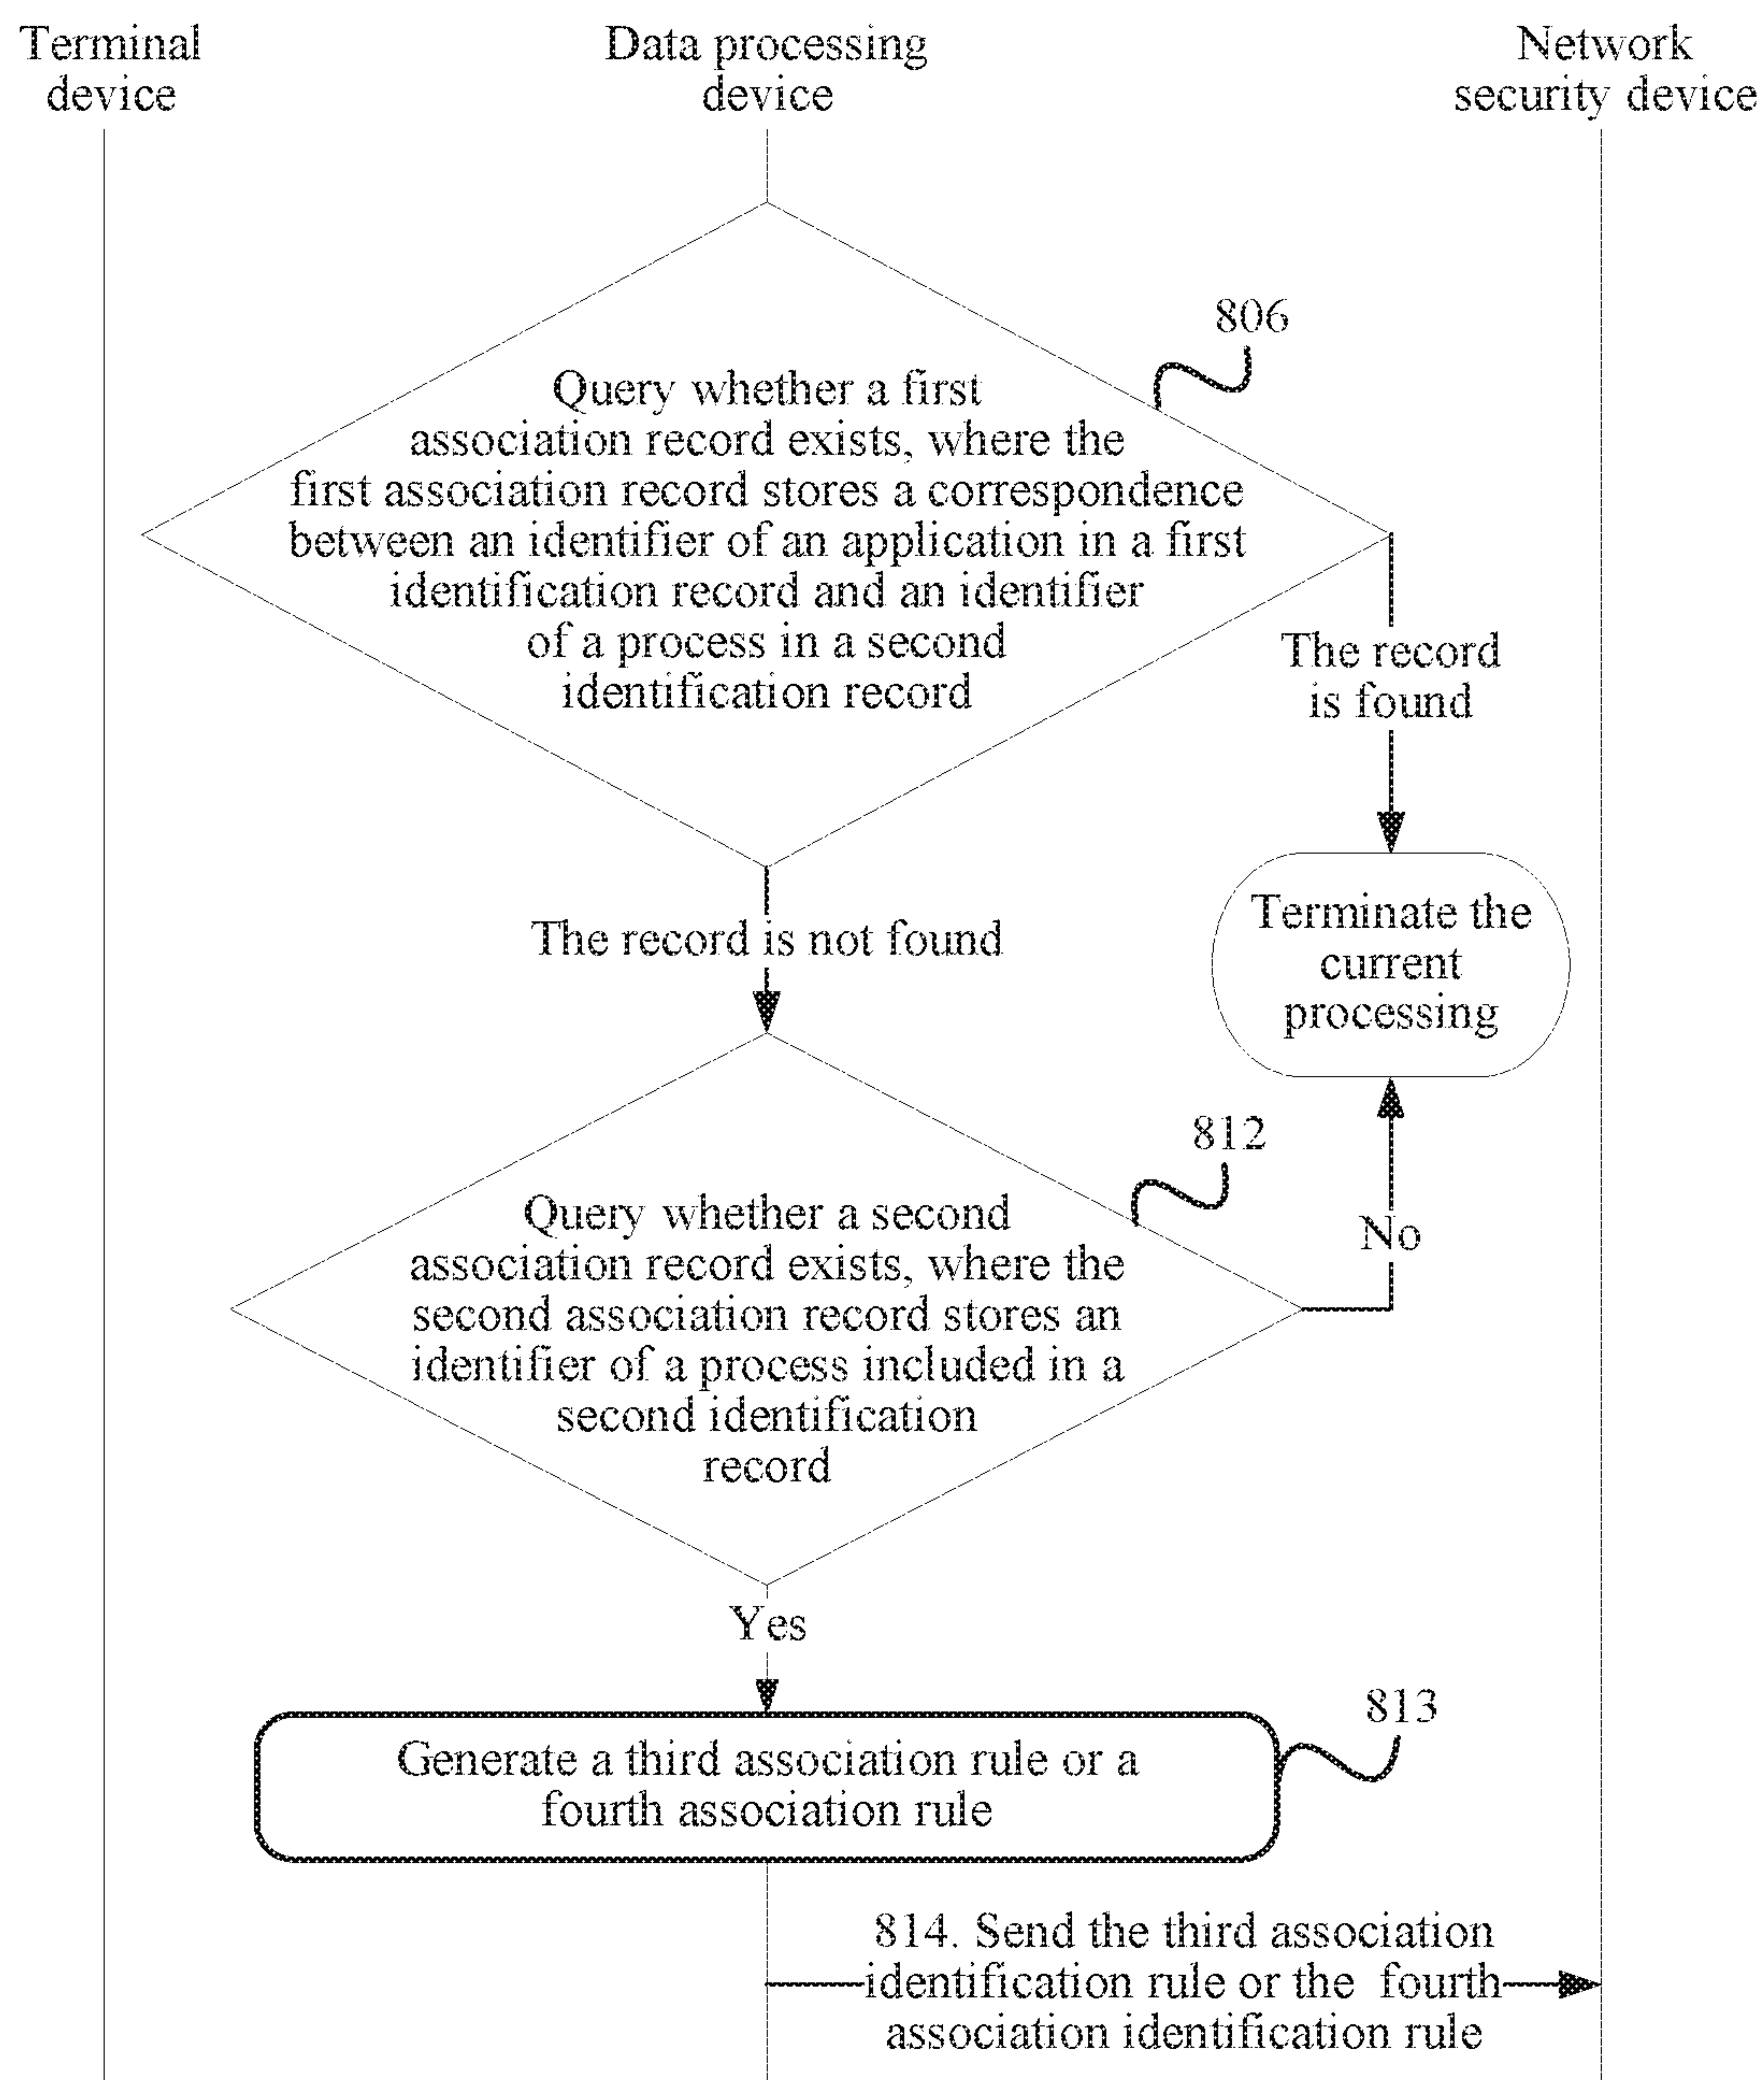 Terminal
device
Data processing
device
Network
security device
806
Query whether a first
association record exists, where the
first association record stores a correspondence
between an identifier of an application in a first
identification record and an identifier
of a process in a second
identification record
The record
is found
The record is not found
Terminate the
current
processing
812
Query whether a second
association record exists, where the
second association record stores an
identifier of a process included in a
second identification
record
No
Yes
813
Generate a third association rule or a
fourth association rule
814. Send the third association
identification rule or the fourth
association identification rule